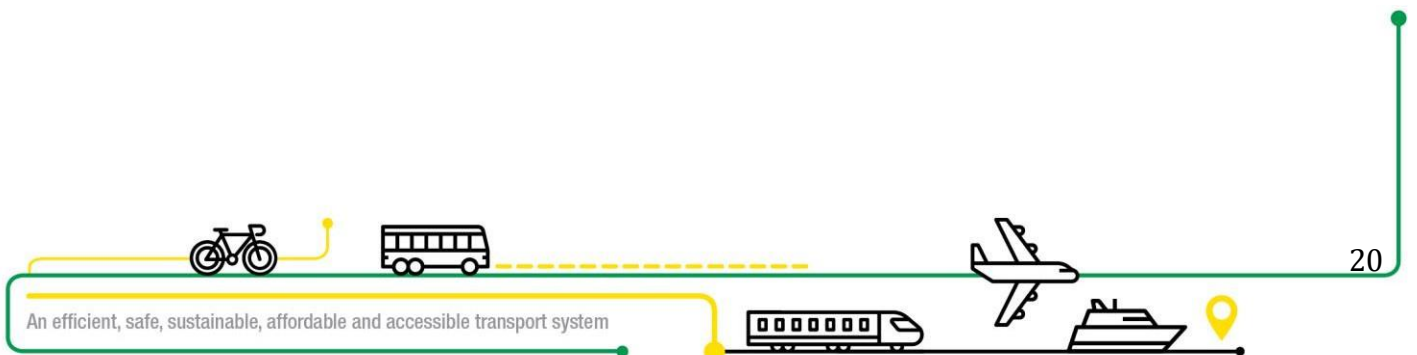 20
An efficient, safe, sustainable, affordable and accessible transport system